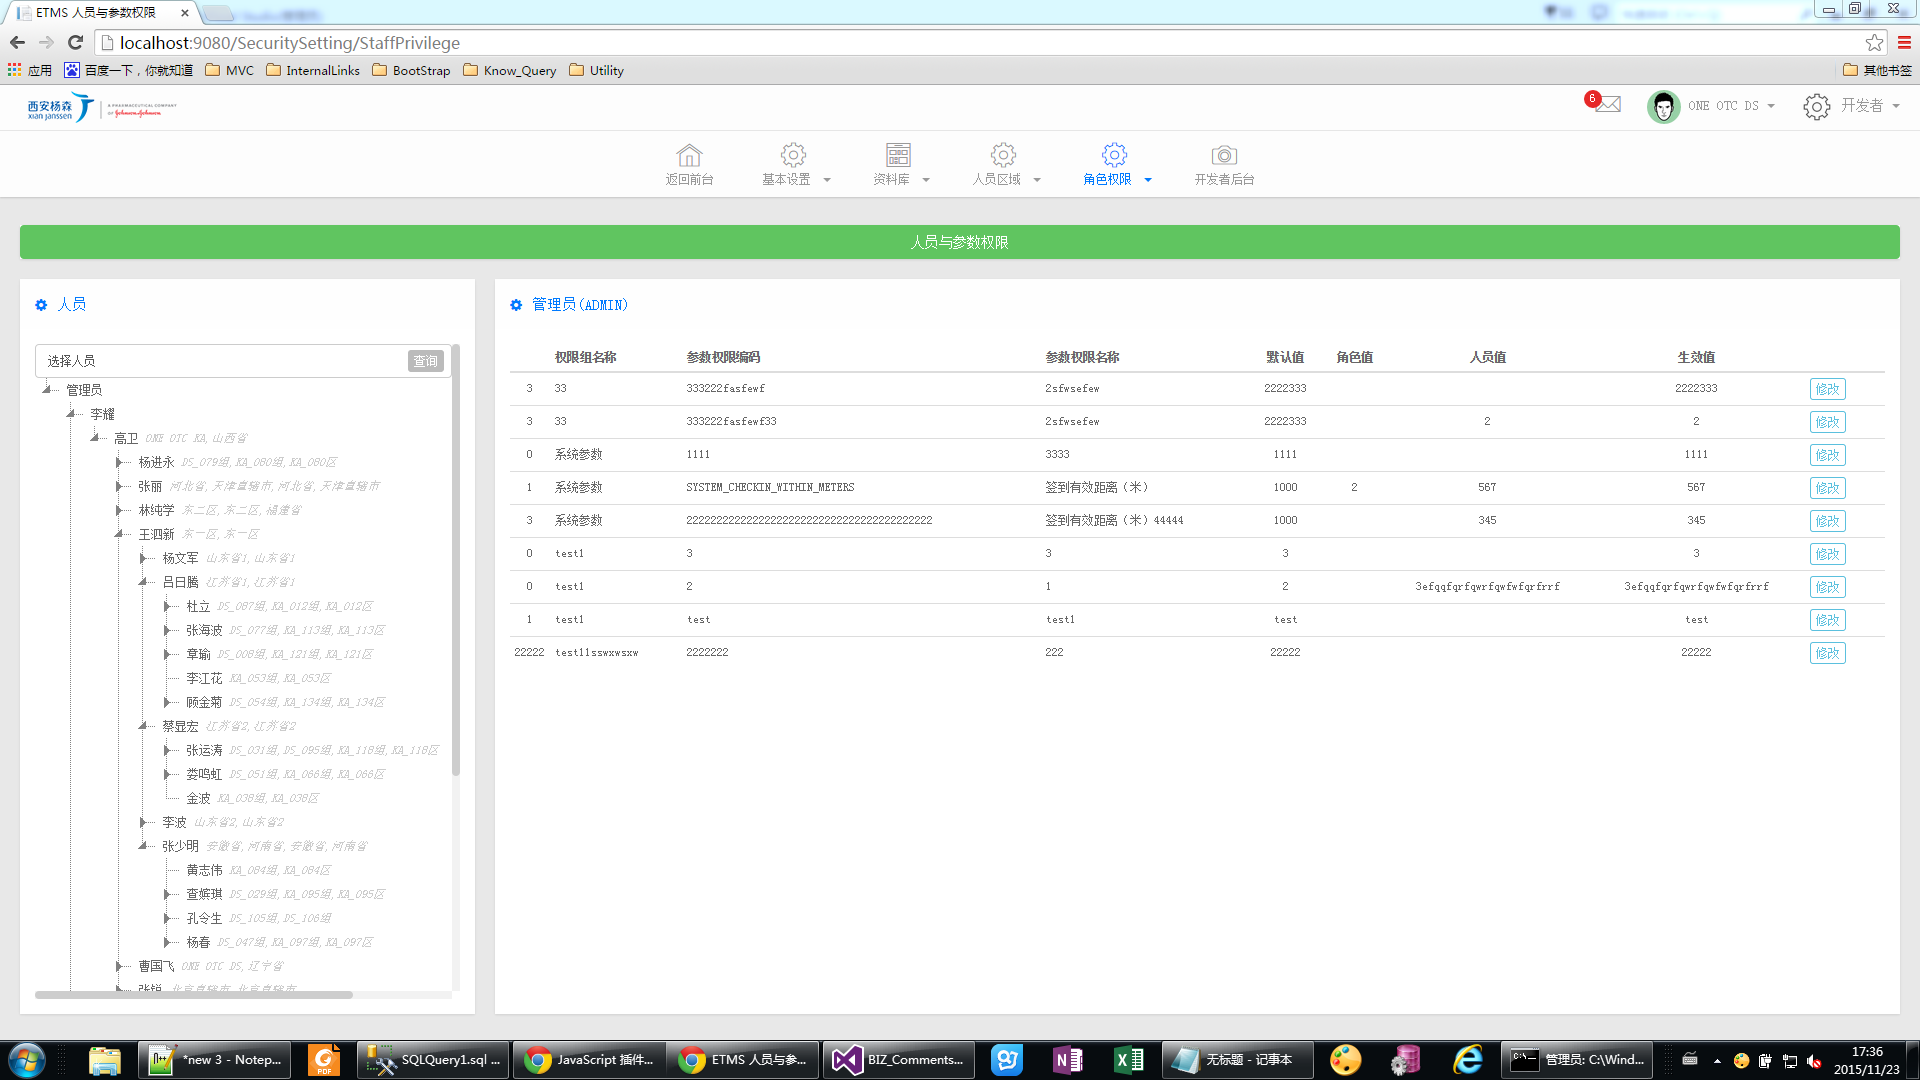 ETMS 人员与参数权限
localhost:9080/SecuritySetting/StaffPrivilege
应用 百度一下，你就知道 MVC InternalLinks BootStrap Know_Query Utility 其他书签
西安杨森 xian janssen A PHARMACEUTICAL COMPANY OF Johnson & Johnson
6 ONE OTC DS 开发者
返回前台 基本设置 资料库 人员区域 角色权限 开发者后台
人员与参数权限
人员
选择人员 查询
管理员
李耀
高卫 ONE OTC KA,山西省
杨进永 DS_079组,KA_080组,KA_080区
张丽 河北省,天津直辖市,河北省,天津直辖市
林纯学 东二区,东二区,福建省
王泗新 东一区,东一区
杨文军 山东省1,山东省1
吕日腾 江苏省1,江苏省1
杜立 DS_087组,KA_012组,KA_012区
张海波 DS_077组,KA_113组,KA_113区
章瑜 DS_008组,KA_121组,KA_121区
李江花 KA_053组,KA_053区
顾金菊 DS_054组,KA_134组,KA_134区
蔡显宏 江苏省2,江苏省2
张运涛 DS_031组,DS_095组,KA_118组,KA_118区
娄鸣虹 DS_051组,KA_066组,KA_066区
金波 KA_038组,KA_038区
李波 山东省2,山东省2
张少明 安徽省,河南省,安徽省,河南省
黄志伟 KA_084组,KA_084区
查嫔琪 DS_029组,KA_095组,KA_095区
孔令生 DS_105组,DS_106组
杨春 DS_047组,KA_097组,KA_097区
曹国飞 ONE OTC DS,辽宁省
张锐 北京直辖市,北京直辖市
管理员(ADMIN)
权限组名称 参数权限编码 参数权限名称 默认值 角色值 人员值 生效值
3 33 333222fasfewf 2sfwsefew 2222333 2222333 修改
3 33 333222fasfewf33 2sfwsefew 2222333 2 2 修改
0 系统参数 1111 3333 1111 1111 修改
1 系统参数 SYSTEM_CHECKIN_WITHIN_METERS 签到有效距离（米） 1000 2 567 567 修改
3 系统参数 22222222222222222222222222222222222222222 签到有效距离（米）44444 1000 345 345 修改
0 test1 3 3 3 3 修改
0 test1 2 1 2 3efqqfqrfqwrfqwfwfqrfrrf 3efqqfqrfqwrfqwfwfqrfrrf 修改
1 test1 test test1 test test 修改
22222 test11sswxwsxw 2222222 222 22222 22222 修改
*new 3 - Notep... SQLQuery1.sql ... JavaScript 插件... ETMS 人员与参... BIZ_Comments... 无标题 - 记事本 管理员: C:\Wind... 17:36
2015/11/23